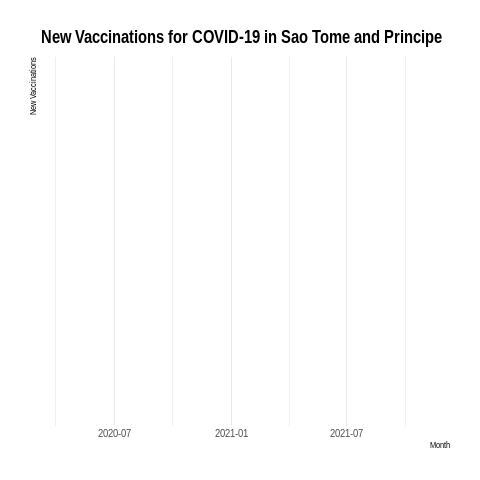 New Vaccinations for COVID-19 in Sao Tome and Principe
New Vaccinations
2020-07 2021-01 2021-07
Month